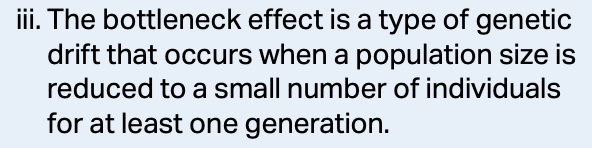 iii. The bottleneck effect is a type of genetic
drift that occurs when a population size is
reduced to a small number of individuals
for at least one generation.